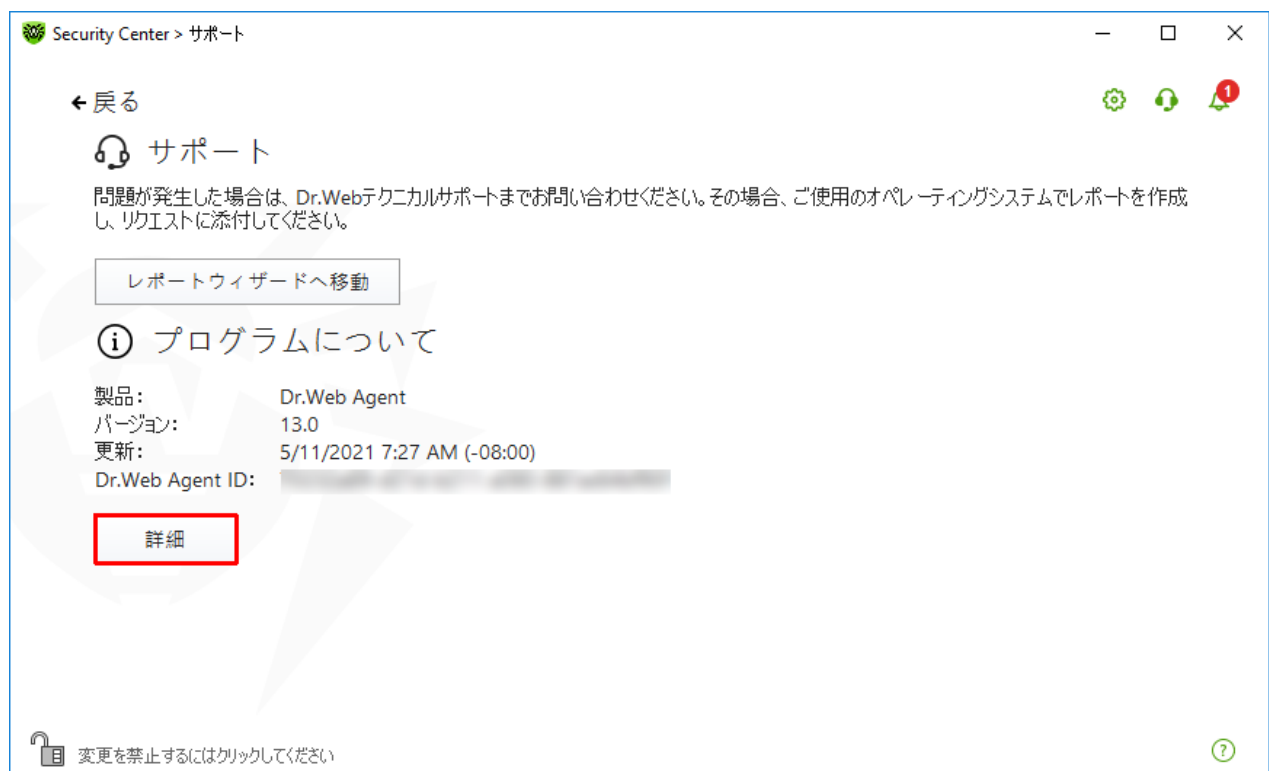 Security Center > サポート
戻る
1
サポート
問題が発生した場合は、Dr.Webテクニカルサポートまでお問い合わせください。その場合、ご使用のオペレーティングシステムでレポートを作成
し、リクエストに添付してください。
レポートウィザードへ移動
プログラムについて
製品: Dr.Web Agent
バージョン: 13.0
更新: 5/11/2021 7:27 AM (-08:00)
Dr.Web Agent ID:
詳細
変更を禁止するにはクリックしてください
?